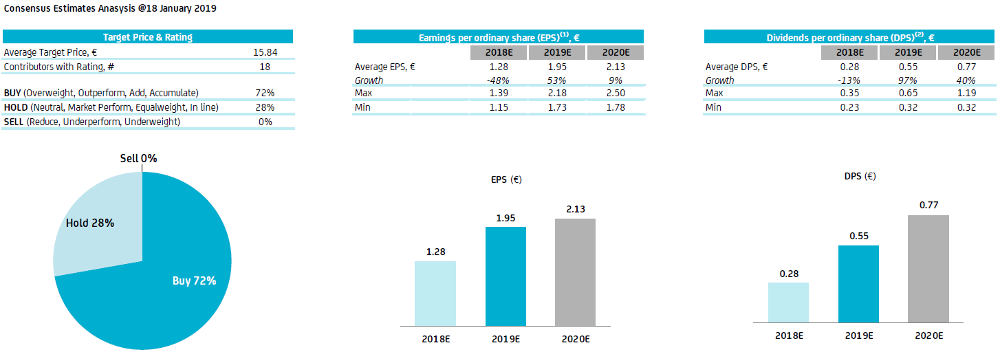 Consensus Estimates Anasysis @18 January 2019
Target Price & Rating
Average Target Price, € 15.84
Contributors with Rating, # 18
BUY (Overweight, Outperform, Add, Accumulate) 72%
HOLD (Neutral, Market Perform, Equalweight, In line) 28%
SELL (Reduce, Underperform, Underweight) 0%
Sell 0%
Hold 28%
Buy 72%
Earnings per ordinary share (EPS)(1), €
2018E 2019E 2020E
Average EPS, € 1.28 1.95 2.13
Growth -48% 53% 9%
Max 1.39 2.18 2.50
Min 1.15 1.73 1.78
EPS (€)
1.28 1.95 2.13
2018E 2019E 2020E
Dividends per ordinary share (DPS)(2), €
2018E 2019E 2020E
Average DPS, € 0.28 0.55 0.77
Growth -13% 97% 40%
Max 0.35 0.65 1.19
Min 0.23 0.32 0.32
DPS (€)
0.28 0.55 0.77
2018E 2019E 2020E